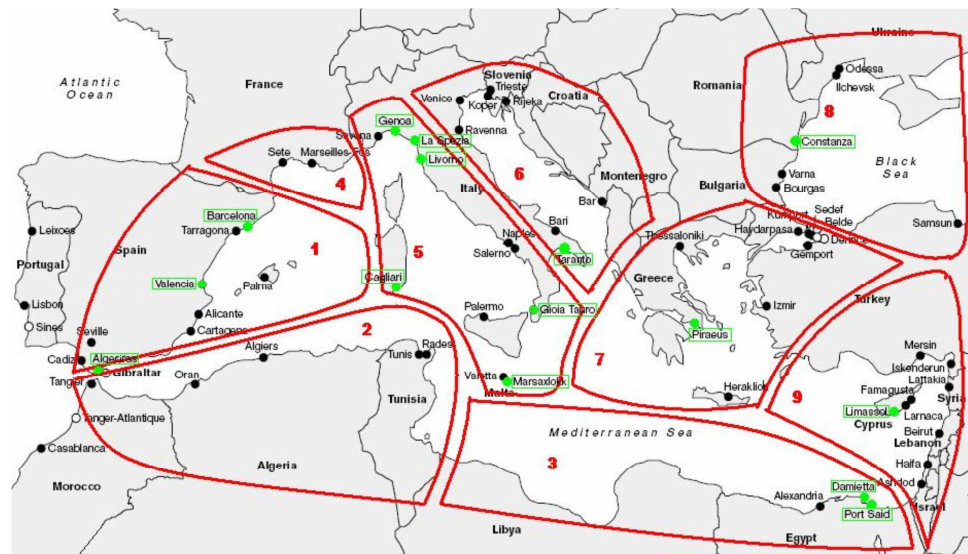 Ukraine
Atlantic
Ocean
France
Slovenia
Trieste
Koper
Rijeka
Croatia
Venice
Romania
Odessa
Ilchevsk
8
Genoa
Savona
La Spezia
Livorno
Ravenna
Constanza
Sete
Marseilles-Fos
4
Italy
6
Montenegro
Bar
Bulgaria
Varna
Bourgas
Black
Sea
Barcelona
Tarragona
Leixoes
Spain
1
5
Naples
Salerno
Bari
Taranto
Thessaloniki
Kumport
Sedef
Belde
Haydarpasa
Derince
Gemport
Samsun
Portugal
Valencia
Palma
Cagliari
Greece
Lisbon
Sines
Seville
Alicante
Cartagena
2
Palermo
Gioia Tauro
Piraeus
Izmir
Turkey
Cadiz
Algeciras
Gibraltar
Tangier
Oran
Algiers
Tunis
Rades
Valetta
Marsaxlokk
Malta
7
Heraklion
Mersin
Iskenderun
Lattakia
Syria
Famagusta
9
Limassol
Larnaca
Cyprus
Beirut
Lebanon
Tanger-Atlantique
Tunisia
Casablanca
Mediterranean Sea
3
Haifa
Ashdod
Israel
Morocco
Algeria
Libya
Alexandria
Damietta
Port Said
Egypt